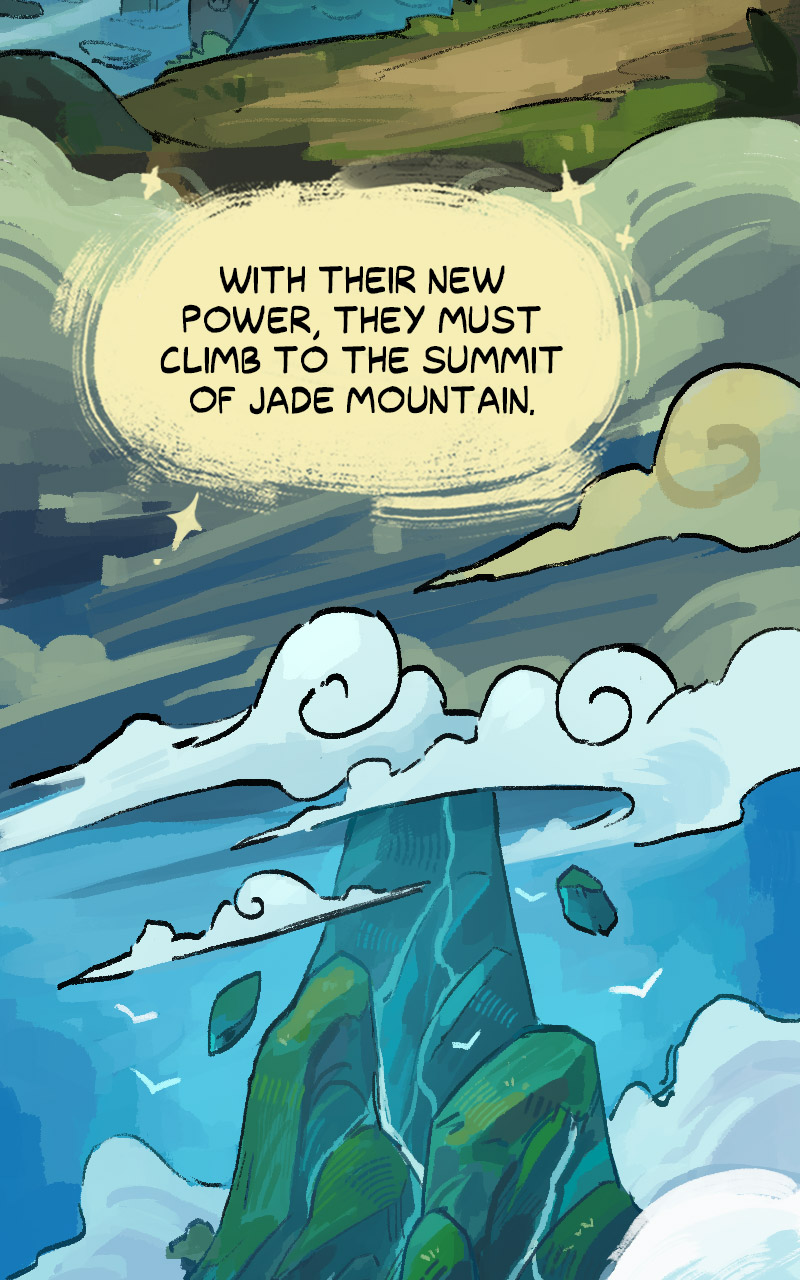 WITH THEIR NEW
POWER, THEY MUST
CLIMB TO THE SUMMIT
OF JADE MOUNTAIN.